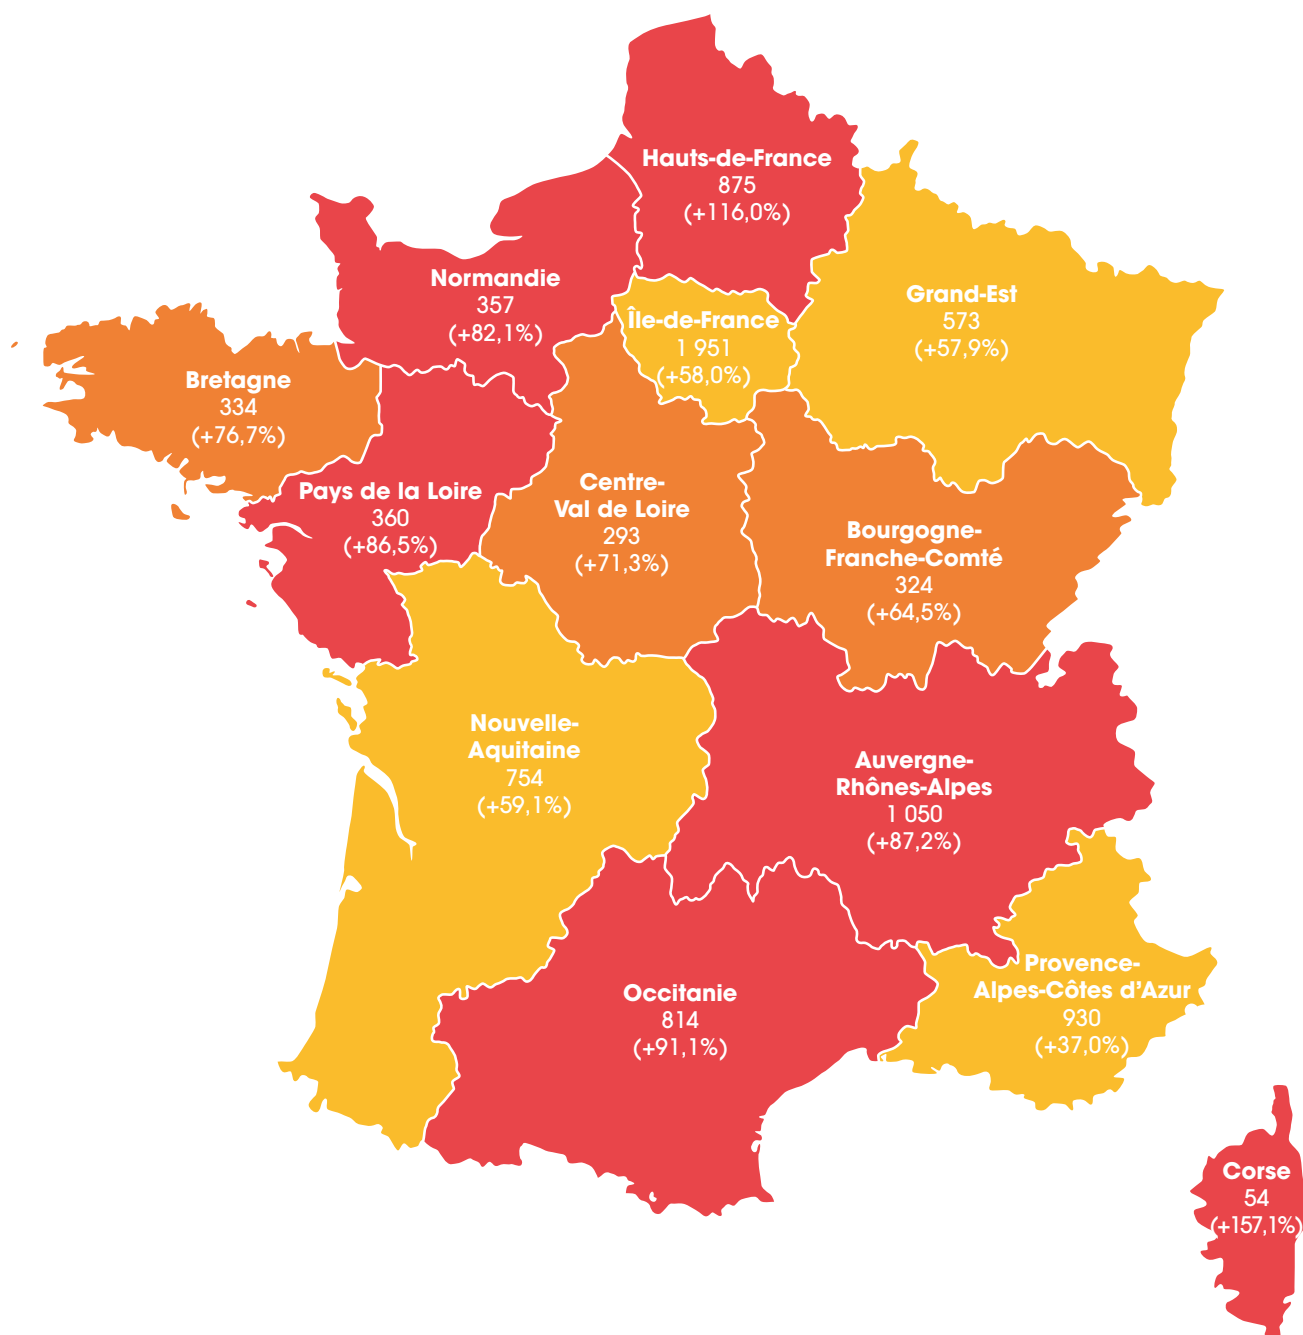 Hauts-de-France
875
(+116,0%)
Normandie
357
(+82,1%)
Île-de-France
1 951
(+58,0%)
Grand-Est
573
(+57,9%)
Bretagne
334
(+76,7%)
Pays de la Loire
360
(+86,5%)
Centre-
Val de Loire
293
(+71,3%)
Bourgogne-
Franche-Comté
324
(+64,5%)
Nouvelle-
Aquitaine
754
(+59,1%)
Auvergne-
Rhônes-Alpes
1 050
(+87,2%)
Occitanie
814
(+91,1%)
Provence-
Alpes-Côtes d'Azur
930
(+37,0%)
Corse
54
(+157,1%)